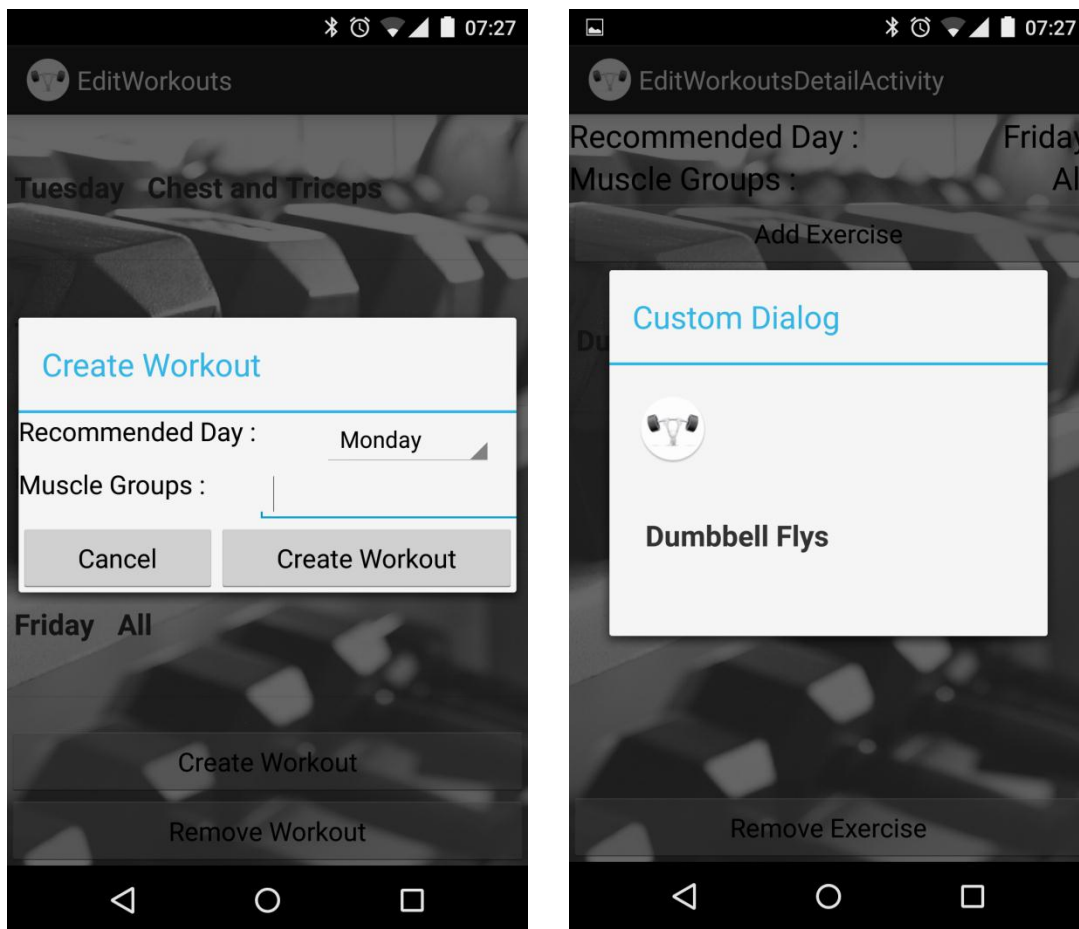 07:27
EditWorkouts
Tuesday Chest and Triceps
Create Workout
Recommended Day : Monday
Muscle Groups :
Cancel Create Workout
Friday All
Create Workout
Remove Workout
07:27
EditWorkoutsDetailActivity
Recommended Day : Friday
Muscle Groups : Al
Add Exercise
Custom Dialog
Du
Dumbbell Flys
Remove Exercise